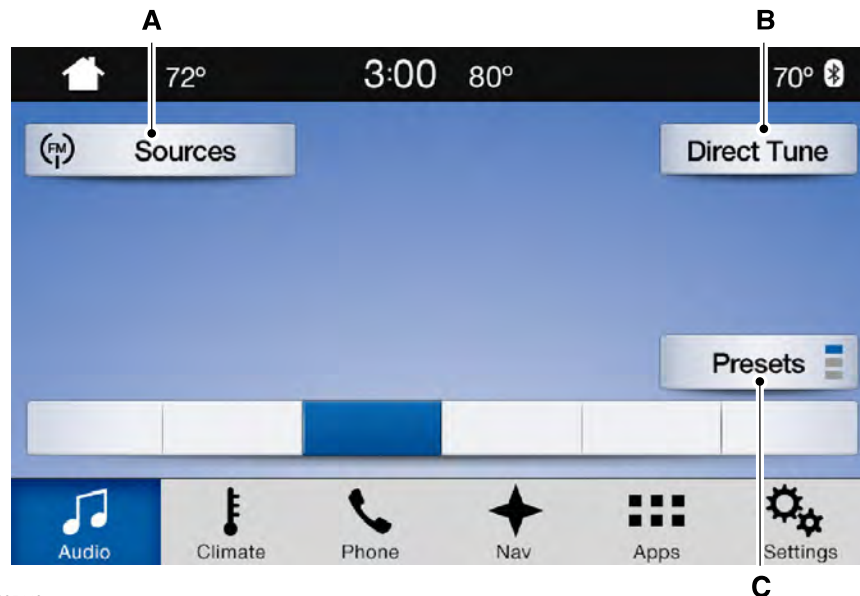 A B
72° 3:00 80° 70°
FM Sources Direct Tune
Presets
Audio Climate Phone Nav Apps Settings
C